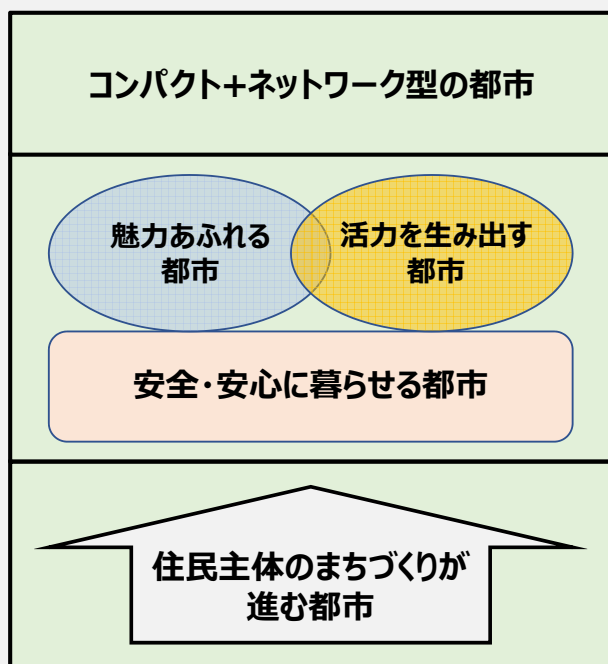 コンパクト+ネットワーク型の都市
魅力あふれる
都市
活力を生み出す
都市
安全・安心に暮らせる都市
住民主体のまちづくりが
進む都市